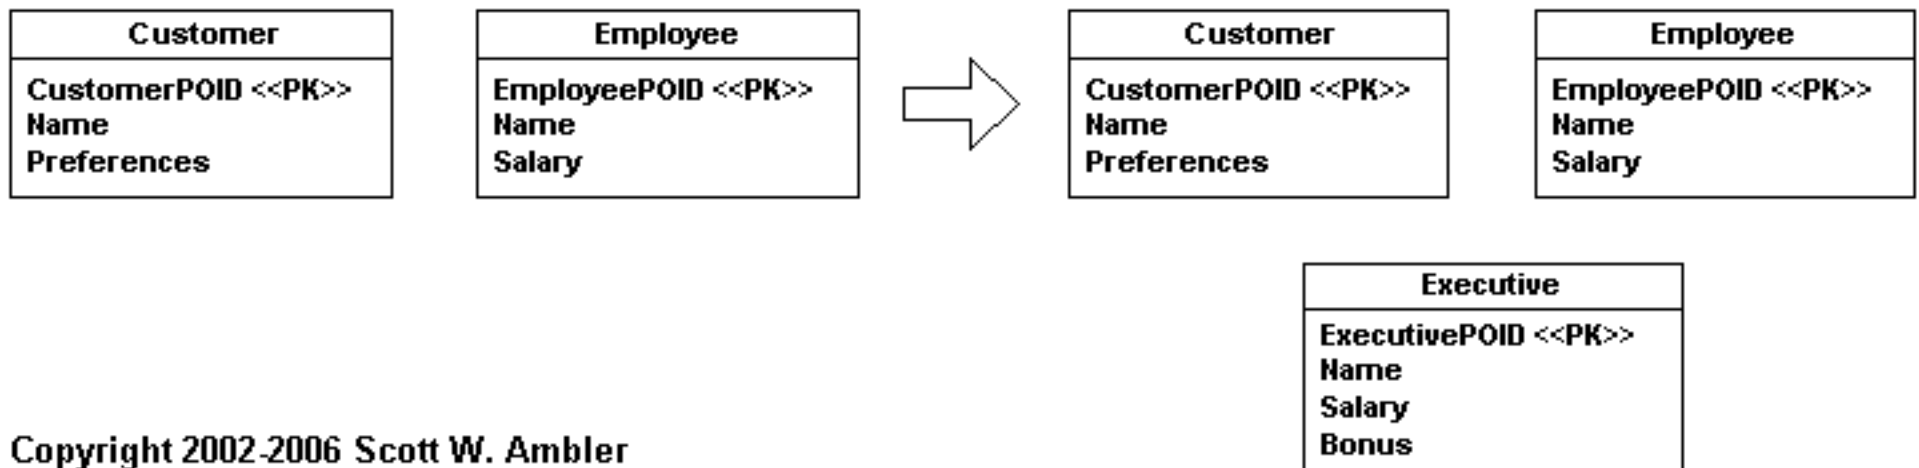 Customer
CustomerPOID <<PK>>
Name
Preferences
Employee
EmployeePOID <<PK>>
Name
Salary
Customer
CustomerPOID <<PK>>
Name
Preferences
Employee
EmployeePOID <<PK>>
Name
Salary
Executive
ExecutivePOID <<PK>>
Name
Salary
Bonus
Copyright 2002-2006 Scott W. Ambler